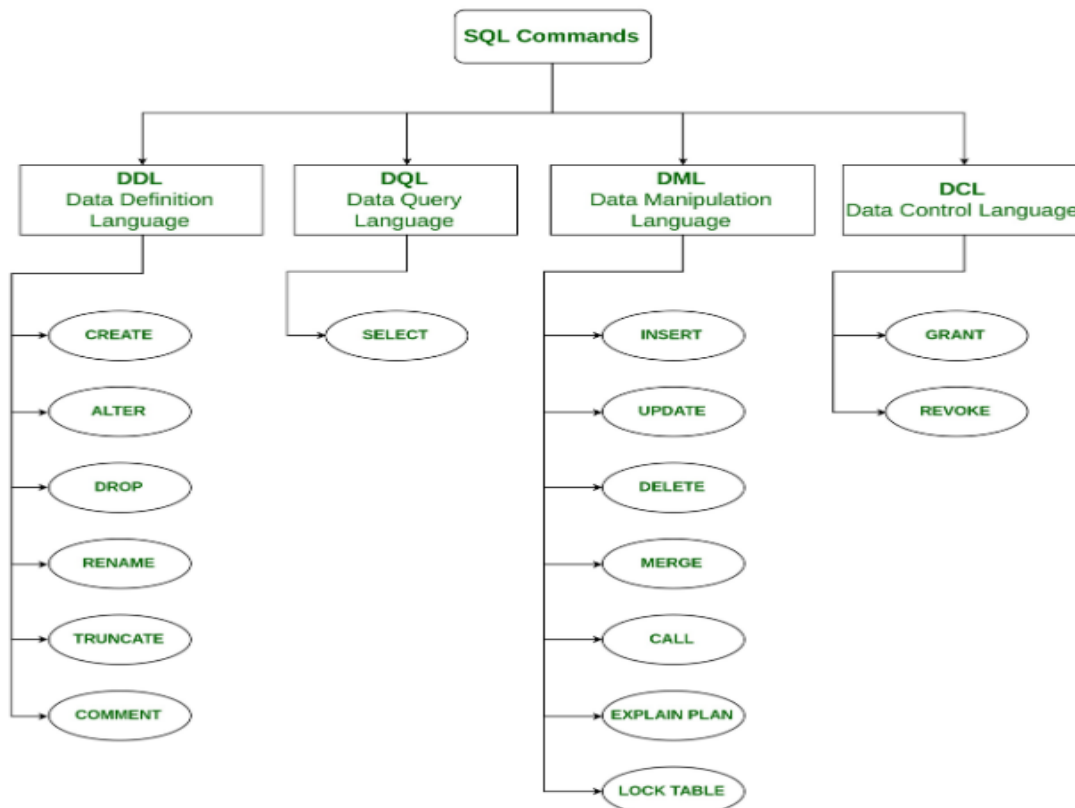 SQL Commands
DDL
Data Definition
Language
DQL
Data Query
Language
DML
Data Manipulation
Language
DCL
Data Control Language
CREATE
ALTER
DROP
RENAME
TRUNCATE
COMMENT
SELECT
INSERT
UPDATE
DELETE
MERGE
CALL
EXPLAIN PLAN
LOCK TABLE
GRANT
REVOKE